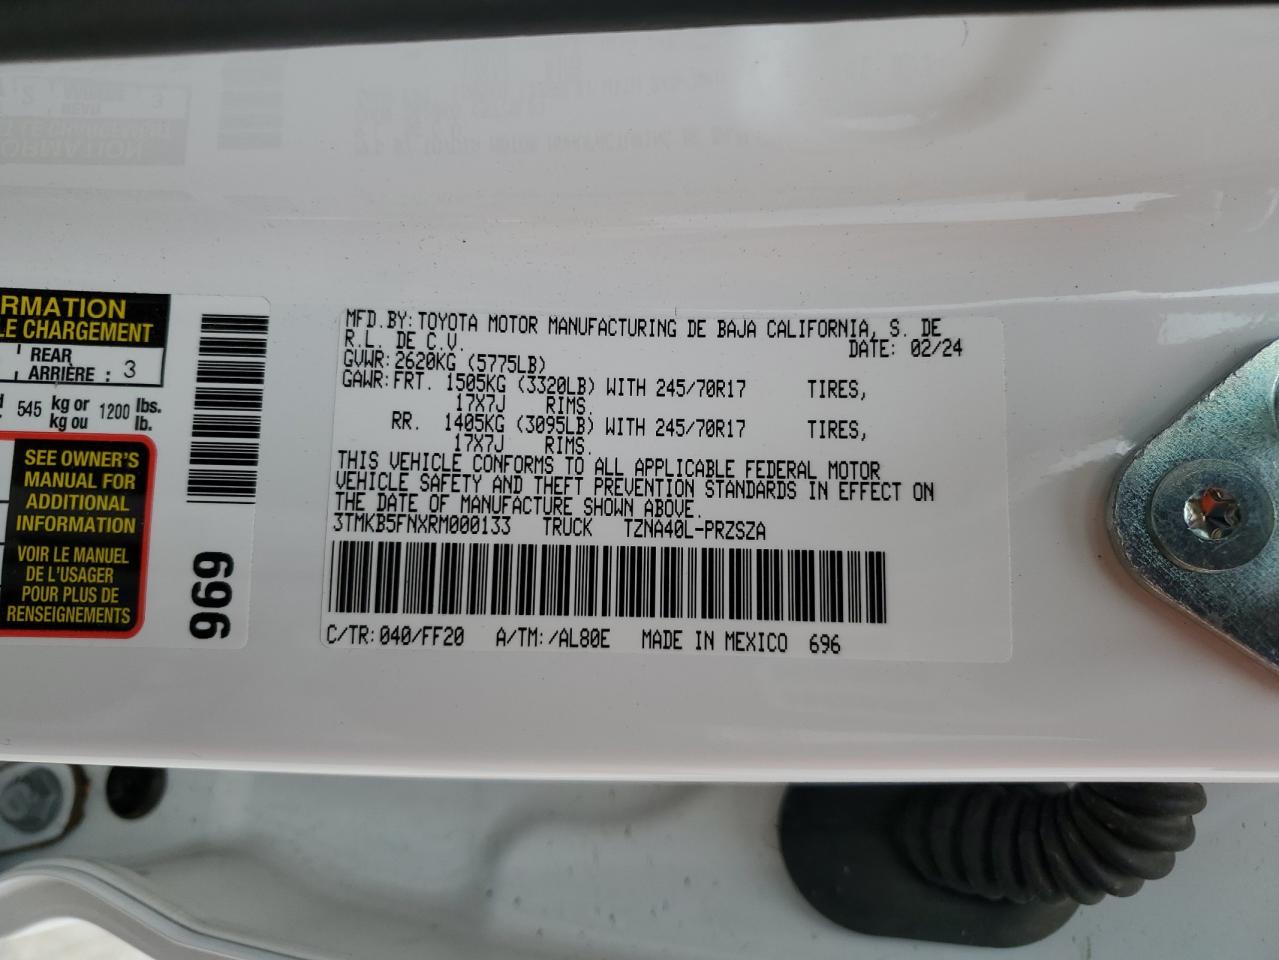 RMATION
LE CHARGEMENT
REAR
ARRIÈRE : 3
545 kg or 1200 lbs.
kg ou lb.
SEE OWNER'S
MANUAL FOR
ADDITIONAL
INFORMATION
VOIR LE MANUEL
DE L'USAGER
POUR PLUS DE
RENSEIGNEMENTS
969
MFD.BY:TOYOTA MOTOR MANUFACTURING DE BAJA CALIFORNIA, S. DE
R.L. DE C.V. DATE: 02/24
GVWR:2620KG (5775LB)
GAWR:FRT. 1505KG (3320LB) WITH 245/70R17 TIRES,
17X7J RIMS.
RR. 1405KG (3095LB) WITH 245/70R17 TIRES,
17X7J RIMS.
THIS VEHICLE CONFORMS TO ALL APPLICABLE FEDERAL MOTOR
VEHICLE SAFETY AND THEFT PREVENTION STANDARDS IN EFFECT ON
THE DATE OF MANUFACTURE SHOWN ABOVE.
3TMKB5FNXRM000133 TRUCK TZNA40L-PRZSZA
C/TR:040/FF20 A/TM:/AL80E MADE IN MEXICO 696